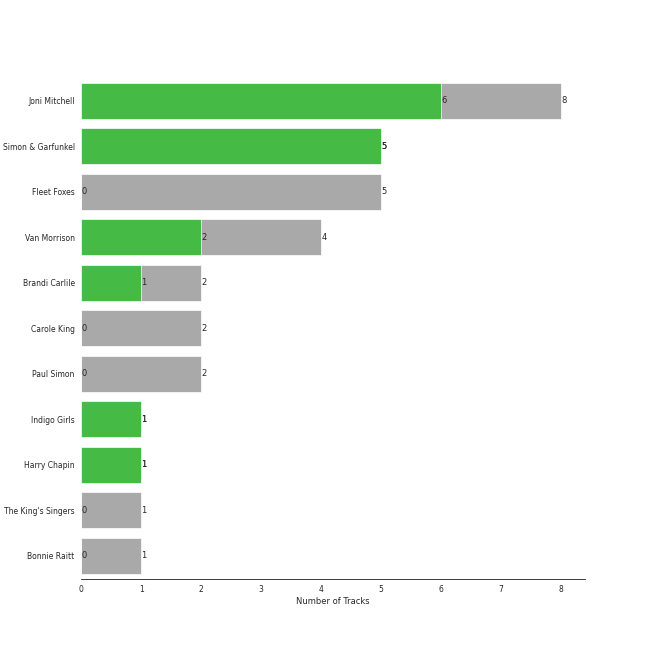 Joni Mitchell 6 8
Simon & Garfunkel 5
Fleet Foxes 0 5
Van Morrison 2 4
Brandi Carlile 1 2
Carole King 0 2
Paul Simon 0 2
Indigo Girls 1
Harry Chapin 1
The King's Singers 0 1
Bonnie Raitt 0 1
0 1 2 3 4 5 6 7 8
Number of Tracks